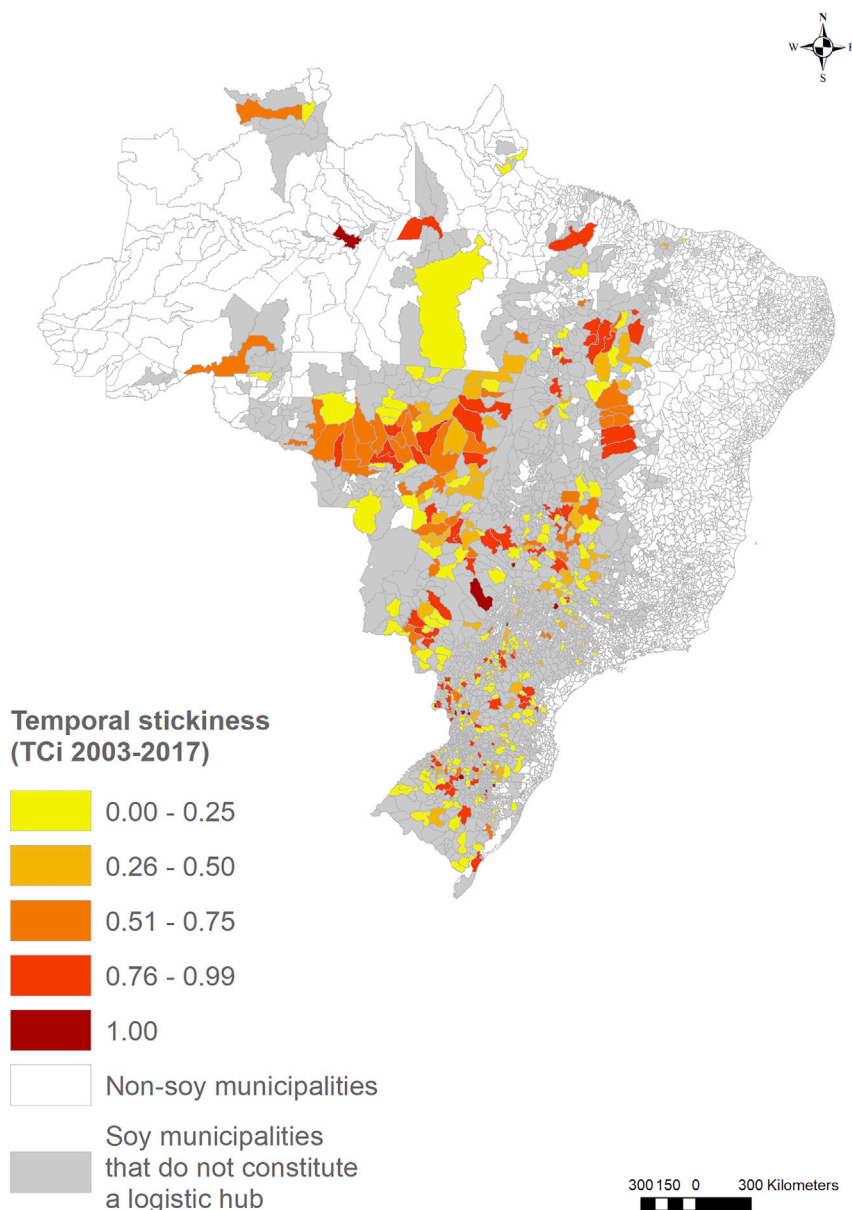 N
W E
S
Temporal stickiness
(TCi 2003-2017)
0.00 - 0.25
0.26 - 0.50
0.51 - 0.75
0.76 - 0.99
1.00
Non-soy municipalities
Soy municipalities
that do not constitute
a logistic hub
300 150 0 300 Kilometers